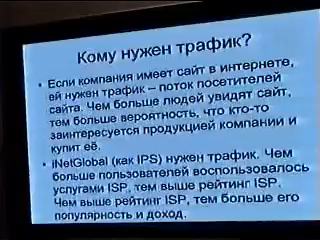 Кому нужен трафик?
• Если компания имеет сайт в интернете,
ей нужен трафик – поток посетителей
сайта. Чем больше людей увидят сайт,
тем больше вероятность, что кто-то
заинтересуется продукцией компании и
купит её.
• iNetGlobal (как IPS) нужен трафик. Чем
больше пользователей воспользовалось
услугами ISP, тем выше рейтинг ISP.
Чем выше рейтинг ISP, тем больше его
популярность и доход.